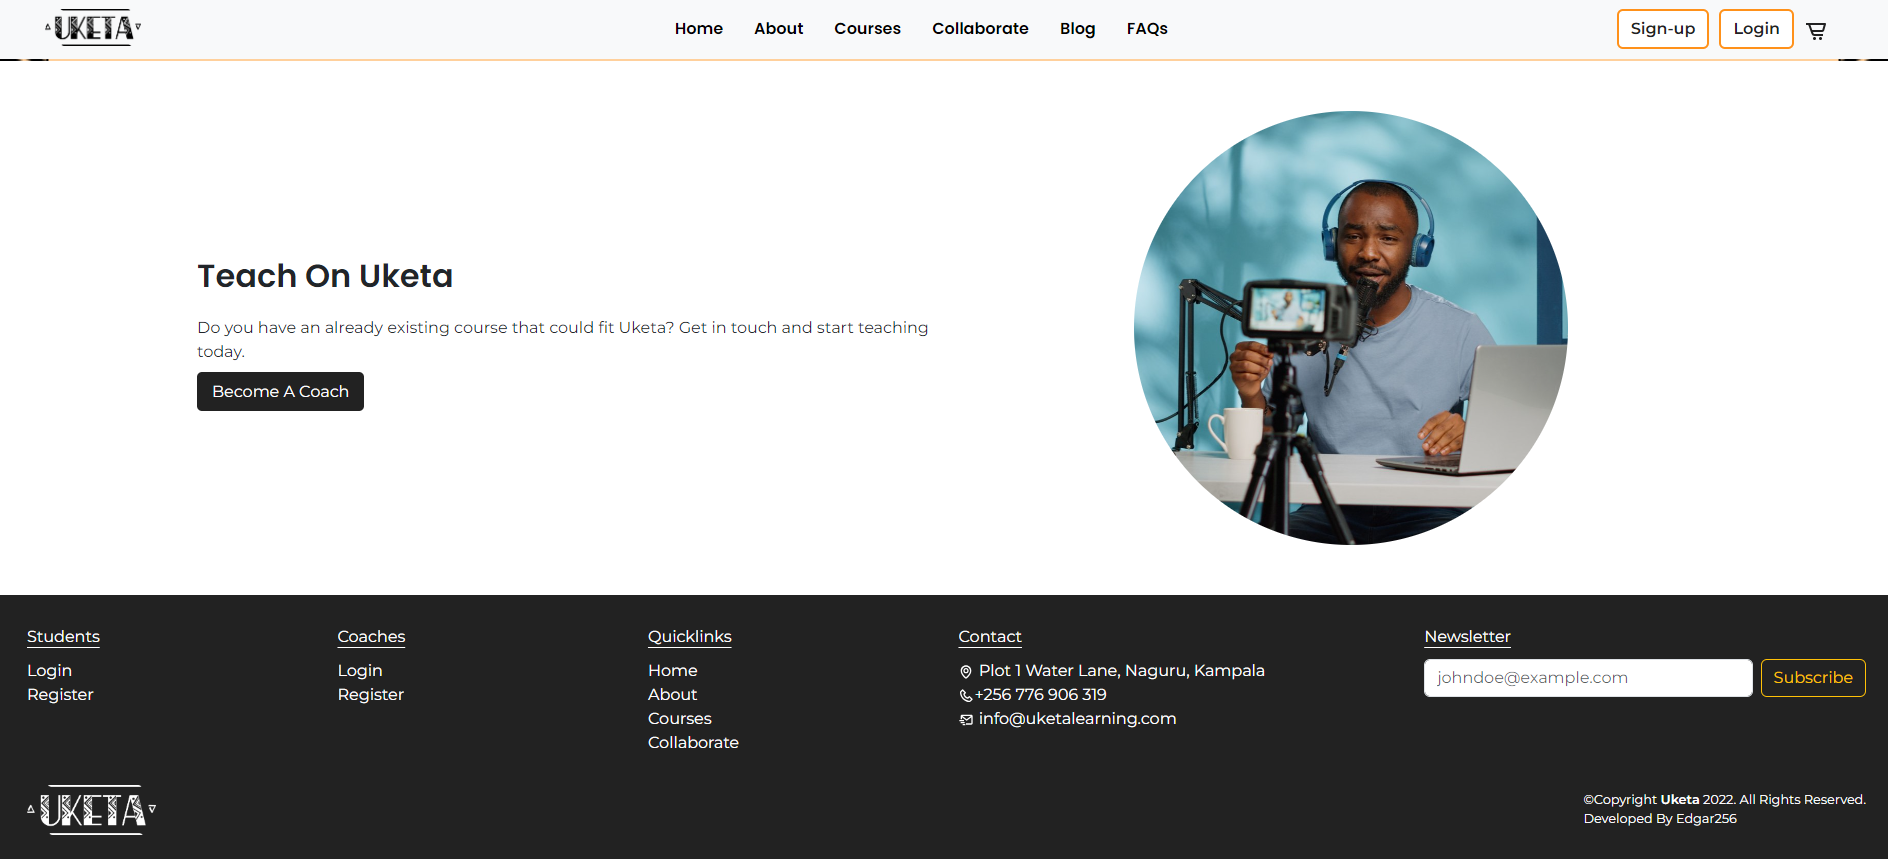 UKETA
Home About Courses Collaborate Blog FAQs
Sign-up Login
Teach On Uketa
Do you have an already existing course that could fit Uketa? Get in touch and start teaching
today.
Become A Coach
Students
Login
Register
Coaches
Login
Register
Quicklinks
Home
About
Courses
Collaborate
Contact
Plot 1 Water Lane, Naguru, Kampala
+256 776 906 319
info@uketalearning.com
Newsletter
johndoe@example.com Subscribe
UKETA
©Copyright Uketa 2022. All Rights Reserved.
Developed By Edgar256